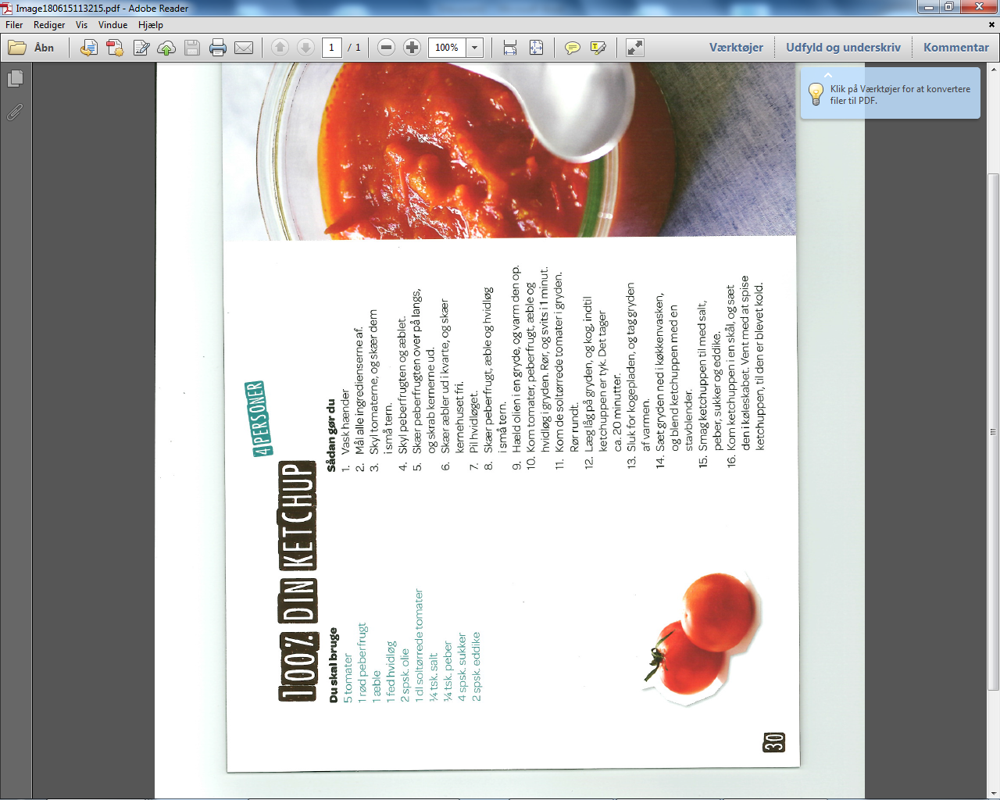 Image180615113215.pdf - Adobe Reader
Filer Rediger Vis Vindue Hjælp
Åbn 1 / 1 100% Værktøjer Udfyld og underskriv Kommentar
Klik på Værktøjer for at konvertere
filer til PDF.
4 PERSONER
100% DIN KETCHUP
Du skal bruge
5 tomater
1 rød peberfrugt
1 æble
1 fed hvidløg
2 spsk. olie
1 dl soltørrede tomater
¼ tsk. salt
¼ tsk. peber
4 spsk. sukker
2 spsk. eddike
Sådan gør du
1. Vask hænder
2. Mål alle ingredienserne af.
3. Skyl tomaterne, og skær dem
i små tern.
4. Skyl peberfrugten og æblet.
5. Skær peberfrugten over på langs,
og skrab kernerne ud.
6. Skær æbler ud i kvarte, og skær
kernehuset fri.
7. Pil hvidløget.
8. Skær peberfrugt, æble og hvidløg
i små tern.
9. Hæld olien i en gryde, og varm den op.
10. Kom tomater, peberfrugt, æble og
hvidløg i gryden. Rør, og svits i 1 minut.
11. Kom de soltørrede tomater i gryden.
Rør rundt.
12. Læg låg på gryden, og kog, indtil
ketchuppen er tyk. Det tager
ca. 20 minutter.
13. Sluk for kogepladen, og tag gryden
af varmen.
14. Sæt gryden ned i køkkenvasken,
og blend ketchuppen med en
stavblender.
15. Smag ketchuppen til med salt,
peber, sukker og eddike.
16. Kom ketchuppen i en skål, og sæt
den i køleskabet. Vent med at spise
ketchuppen, til den er blevet kold.
30